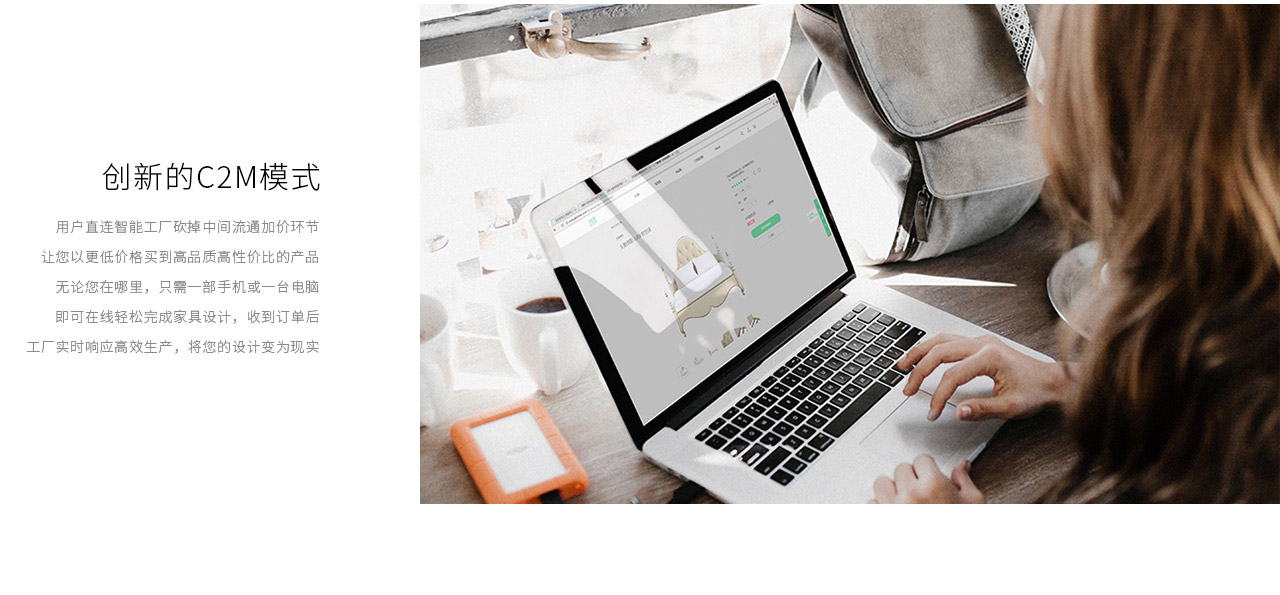 创新的C2M模式
用户直连智能工厂砍掉中间流通加价环节
让您以更低价格买到高品质高性价比的产品
无论您在哪里，只需一部手机或一台电脑
即可在线轻松完成家具设计，收到订单后
工厂实时响应高效生产，将您的设计变为现实